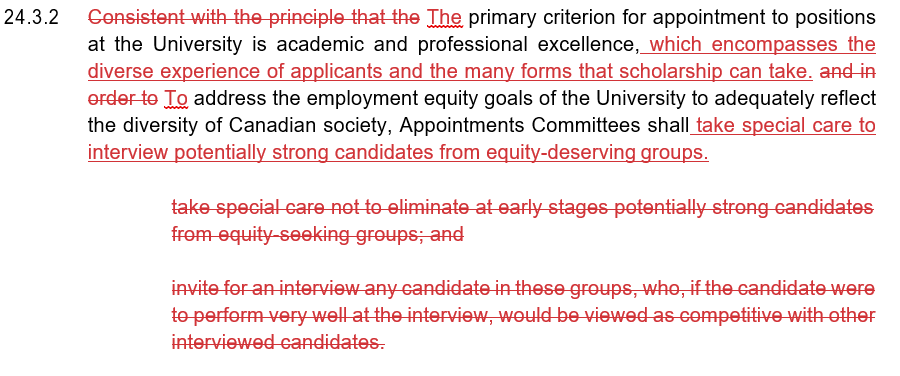 24.3.2 Consistent with the principle that the The primary criterion for appointment to positions
at the University is academic and professional excellence, which encompasses the
diverse experience of applicants and the many forms that scholarship can take. and in
order to To address the employment equity goals of the University to adequately reflect
the diversity of Canadian society, Appointments Committees shall take special care to
interview potentially strong candidates from equity-deserving groups.
take special care not to eliminate at early stages potentially strong candidates
from equity-seeking groups; and
invite for an interview any candidate in these groups, who, if the candidate were
to perform very well at the interview, would be viewed as competitive with other
interviewed candidates.